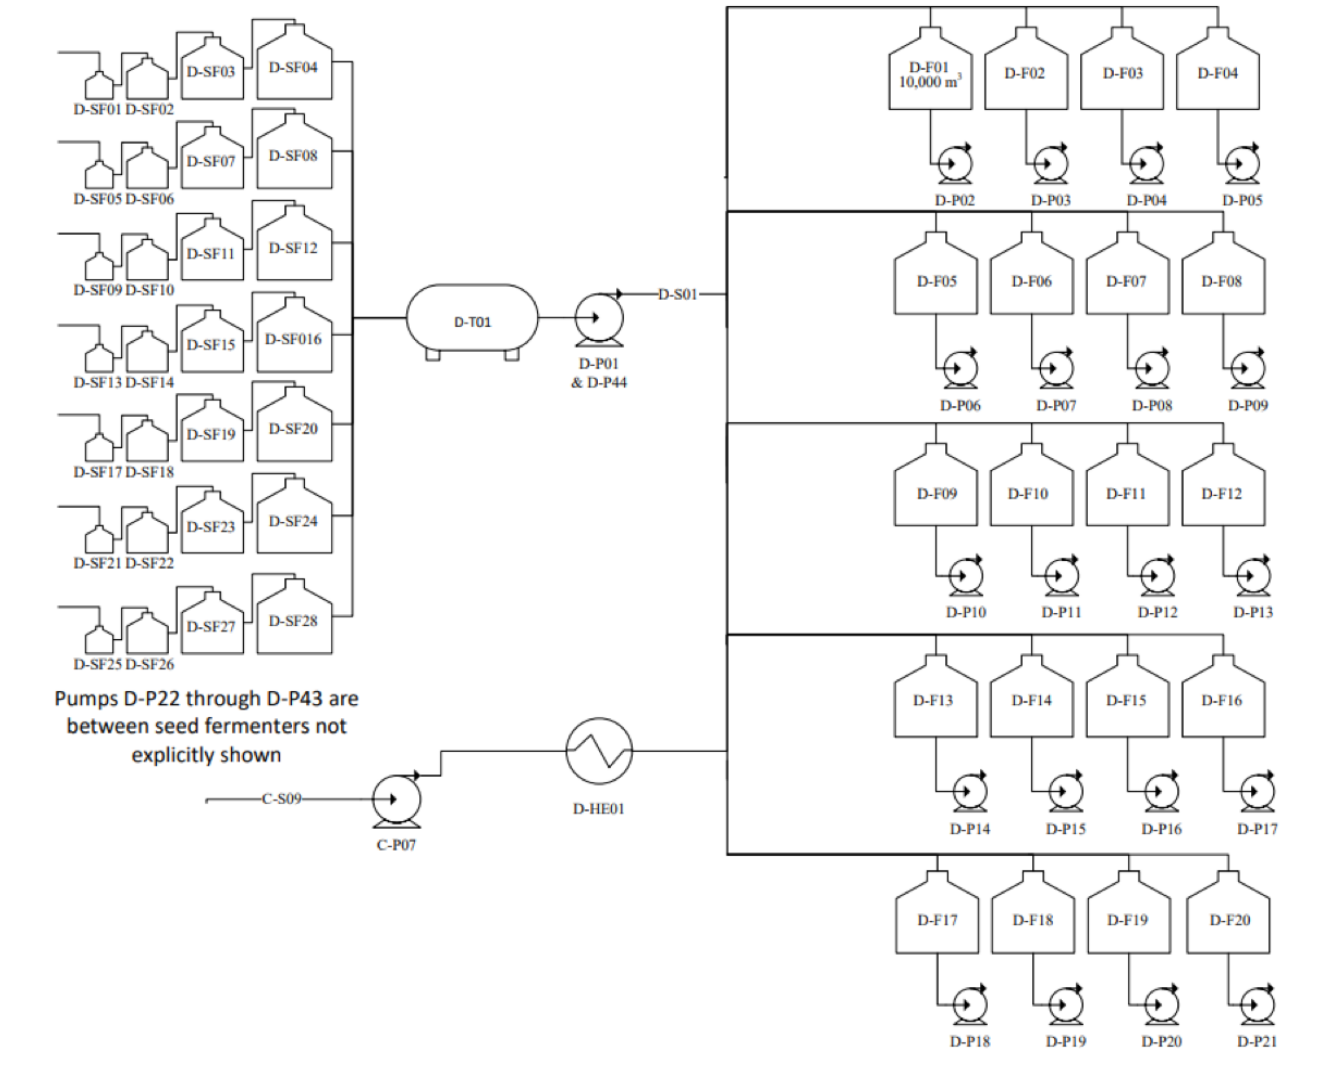 D-SF03
D-SF04
D-SF01 D-SF02
D-SF07
D-SF08
D-SF05 D-SF06
D-SF11
D-SF12
D-SF09 D-SF10
D-SF15
D-SF016
D-SF13 D-SF14
D-SF19
D-SF20
D-SF17 D-SF18
D-SF23
D-SF24
D-SF21 D-SF22
D-SF27
D-SF28
D-SF25 D-SF26
Pumps D-P22 through D-P43 are
between seed fermenters not
explicitly shown
D-T01
D-P01
& D-P44
D-S01
C-S09
C-P07
D-HE01
D-F01
10,000 m³
D-F02
D-F03
D-F04
D-P02
D-P03
D-P04
D-P05
D-F05
D-F06
D-F07
D-F08
D-P06
D-P07
D-P08
D-P09
D-F09
D-F10
D-F11
D-F12
D-P10
D-P11
D-P12
D-P13
D-F13
D-F14
D-F15
D-F16
D-P14
D-P15
D-P16
D-P17
D-F17
D-F18
D-F19
D-F20
D-P18
D-P19
D-P20
D-P21